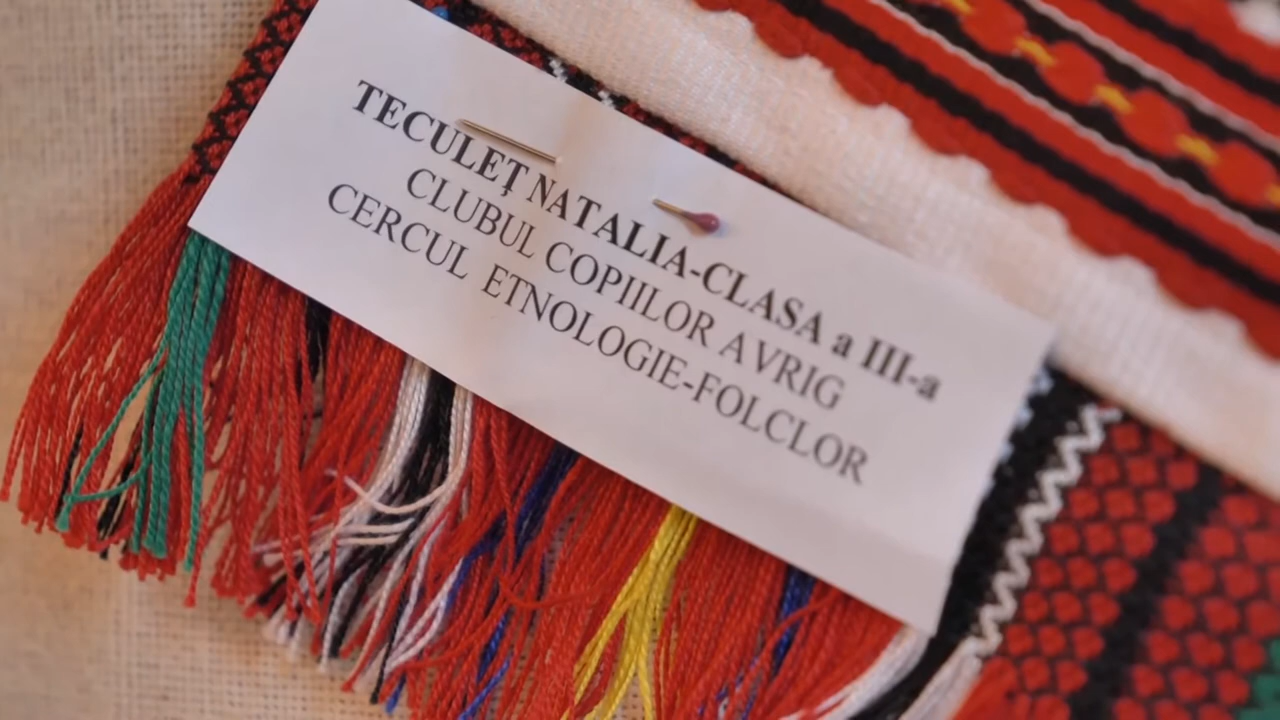 TECULEȚ NATALIA-CLASA a III-a
CLUBUL COPIILOR AVRIG
CERCUL ETNOLOGIE-FOLCLOR